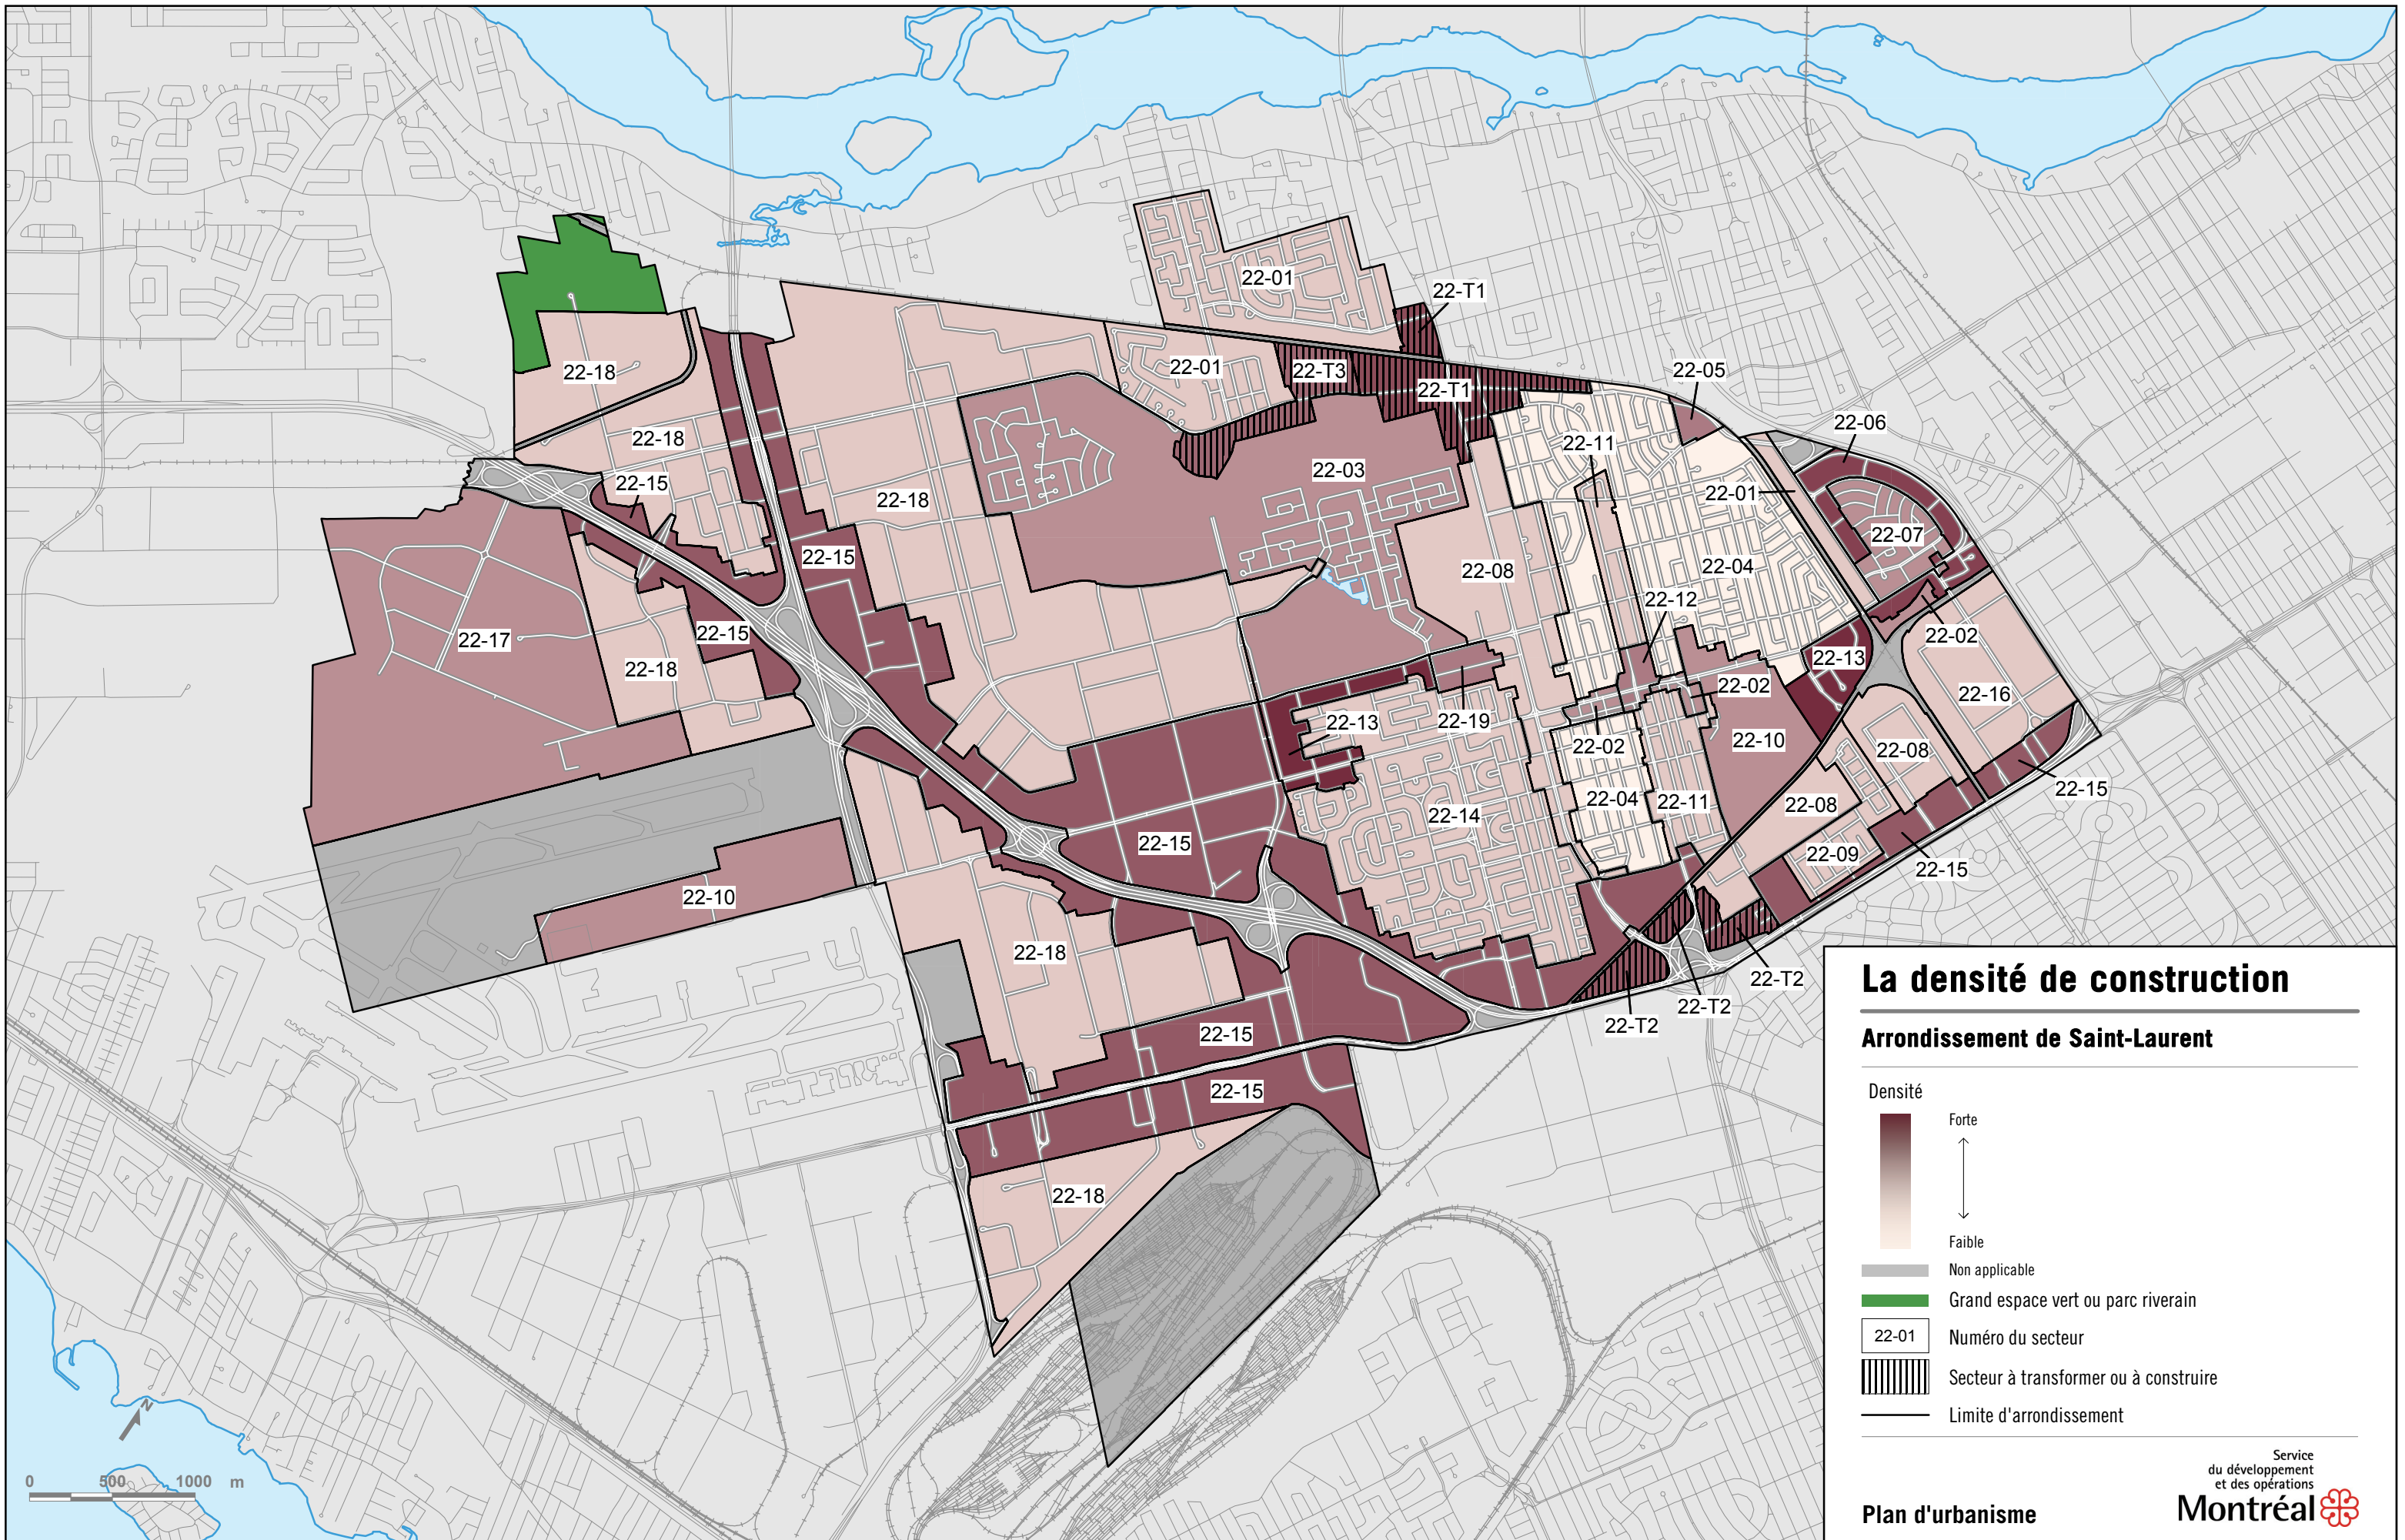 22-01
22-T1
22-01
22-T3
22-T1
22-05
22-18
22-06
22-18
22-11
22-03
22-15
22-01
22-18
22-07
22-15
22-04
22-08
22-12
22-15
22-02
22-17
22-13
22-18
22-02
22-16
22-19
22-13
22-10
22-02
22-08
22-15
22-04
22-11
22-08
22-14
22-15
22-09
22-15
22-10
22-18
22-T2
22-T2
22-T2
22-15
22-15
22-18
La densité de construction
Arrondissement de Saint-Laurent
Densité
Forte
Faible
Non applicable
Grand espace vert ou parc riverain
22-01 Numéro du secteur
Secteur à transformer ou à construire
Limite d'arrondissement
Service
du développement
et des opérations
Montréal
Plan d'urbanisme
N
0 500 1000 m